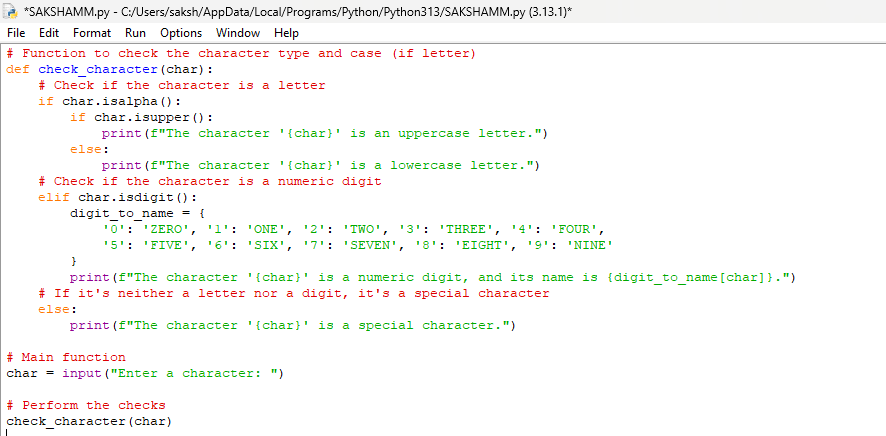 *SAKSHAMM.py - C:/Users/saksh/AppData/Local/Programs/Python/Python313/SAKSHAMM.py (3.13.1)*
File Edit Format Run Options Window Help
# Function to check the character type and case (if letter)
def check_character(char):
    # Check if the character is a letter
    if char.isalpha():
        if char.isupper():
            print(f"The character '{char}' is an uppercase letter.")
        else:
            print(f"The character '{char}' is a lowercase letter.")
    # Check if the character is a numeric digit
    elif char.isdigit():
        digit_to_name = {
            '0': 'ZERO', '1': 'ONE', '2': 'TWO', '3': 'THREE', '4': 'FOUR',
            '5': 'FIVE', '6': 'SIX', '7': 'SEVEN', '8': 'EIGHT', '9': 'NINE'
        }
        print(f"The character '{char}' is a numeric digit, and its name is {digit_to_name[char]}.")
    # If it's neither a letter nor a digit, it's a special character
    else:
        print(f"The character '{char}' is a special character.")

# Main function
char = input("Enter a character: ")

# Perform the checks
check_character(char)